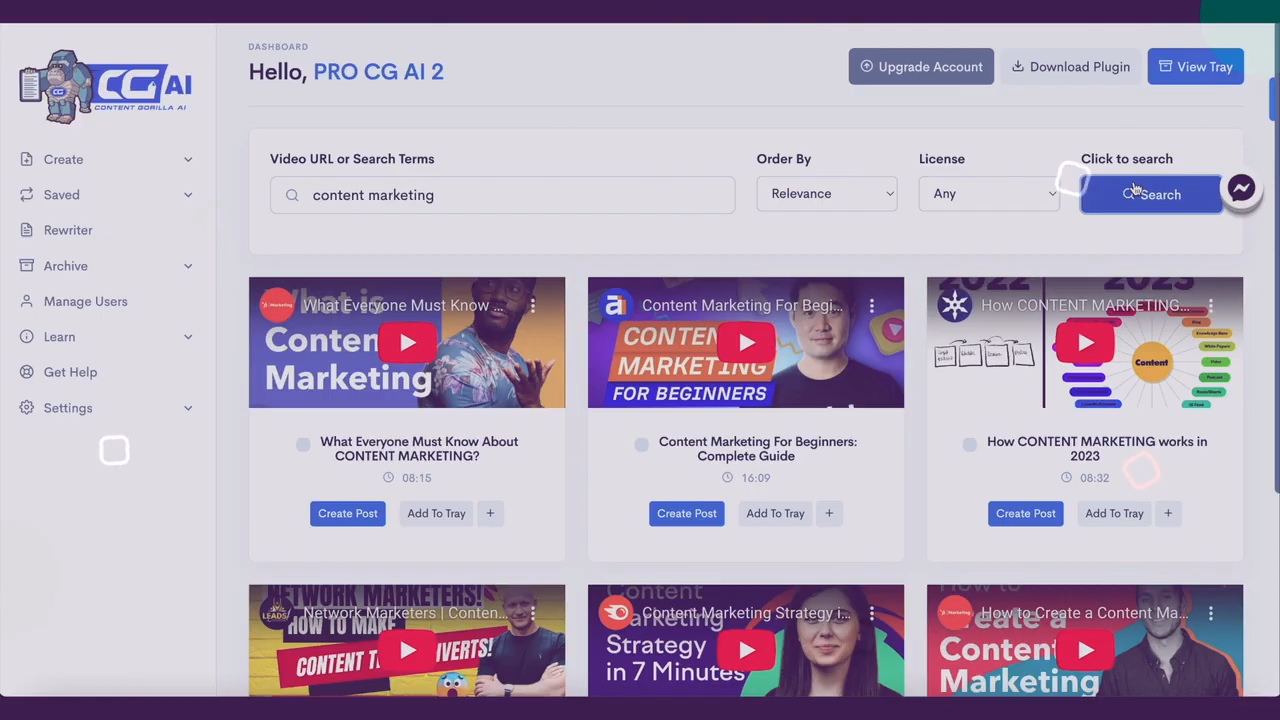 DASHBOARD
Hello, PRO CG AI 2
Upgrade Account
Download Plugin
View Tray
CG AI
CONTENT GORILLA AI
Create
Saved
Rewriter
Archive
Manage Users
Learn
Get Help
Settings
Video URL or Search Terms
Order By
License
Click to search
content marketing
Relevance
Any
Search
What Everyone Must Know ...
Marketing
What Everyone Must Know About
CONTENT MARKETING?
08:15
Create Post
Add To Tray
+
Content Marketing For Begi...
CONTEN
MARKETING
FOR BEGINNERS
Content Marketing For Beginners:
Complete Guide
16:09
Create Post
Add To Tray
+
2022
2023
How CONTENT MARKETING...
Content
How CONTENT MARKETING works in
2023
08:32
Create Post
Add To Tray
+
NETWORK MARKETERS!
Network Marketers | Conten...
HOW TO MAKE
CONTENT T
VERTS!
Content
Content Marketing Strategy i...
Marketing
Strategy
in 7 Minutes
How to
How to Create a Content Ma...
Create a
Content
Marketing